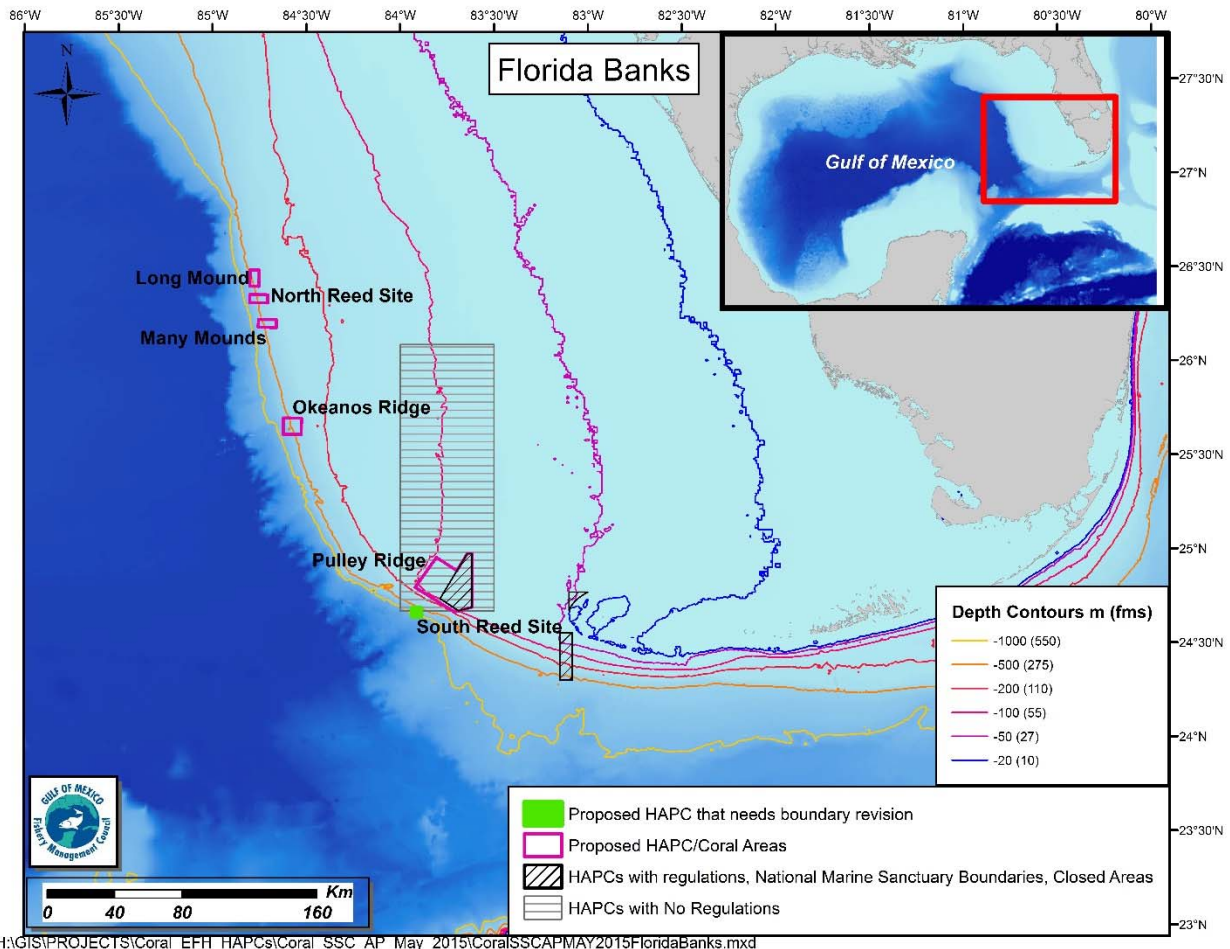 86°W 85°30'W 85°W 84°30'W 84°W 83°30'W 83°W 82°30'W 82°W 81°30'W 81°W 80°30'W 80°W
N
Florida Banks
Gulf of Mexico
27°30'N
27°N
26°30'N
26°N
25°30'N
25°N
24°30'N
24°N
23°30'N
23°N
Long Mound
North Reed Site
Many Mounds
Okeanos Ridge
Pulley Ridge
South Reed Site
Depth Contours m (fms)
-1000 (550)
-500 (275)
-200 (110)
-100 (55)
-50 (27)
-20 (10)
GULF OF MEXICO
Fishery Management Council
Km
0 40 80 160
Proposed HAPC that needs boundary revision
Proposed HAPC/Coral Areas
HAPCs with regulations, National Marine Sanctuary Boundaries, Closed Areas
HAPCs with No Regulations
H:\GIS\PROJECTS\Coral_EFH_HAPCs\Coral_SSC_AP_May_2015\CoralSSCAPMAY2015FloridaBanks.mxd